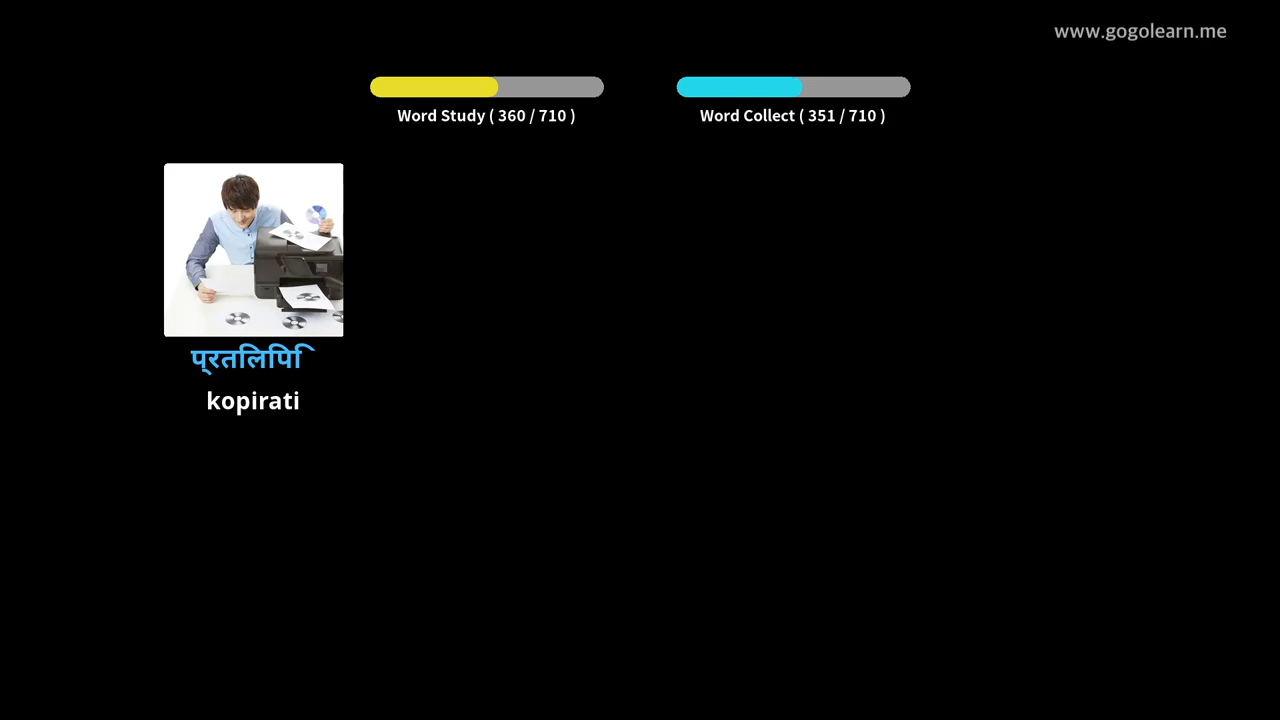 www.gogolearn.me
Word Study ( 360 / 710 )
Word Collect ( 351 / 710 )
प्रतलिपि​ि
kopirati